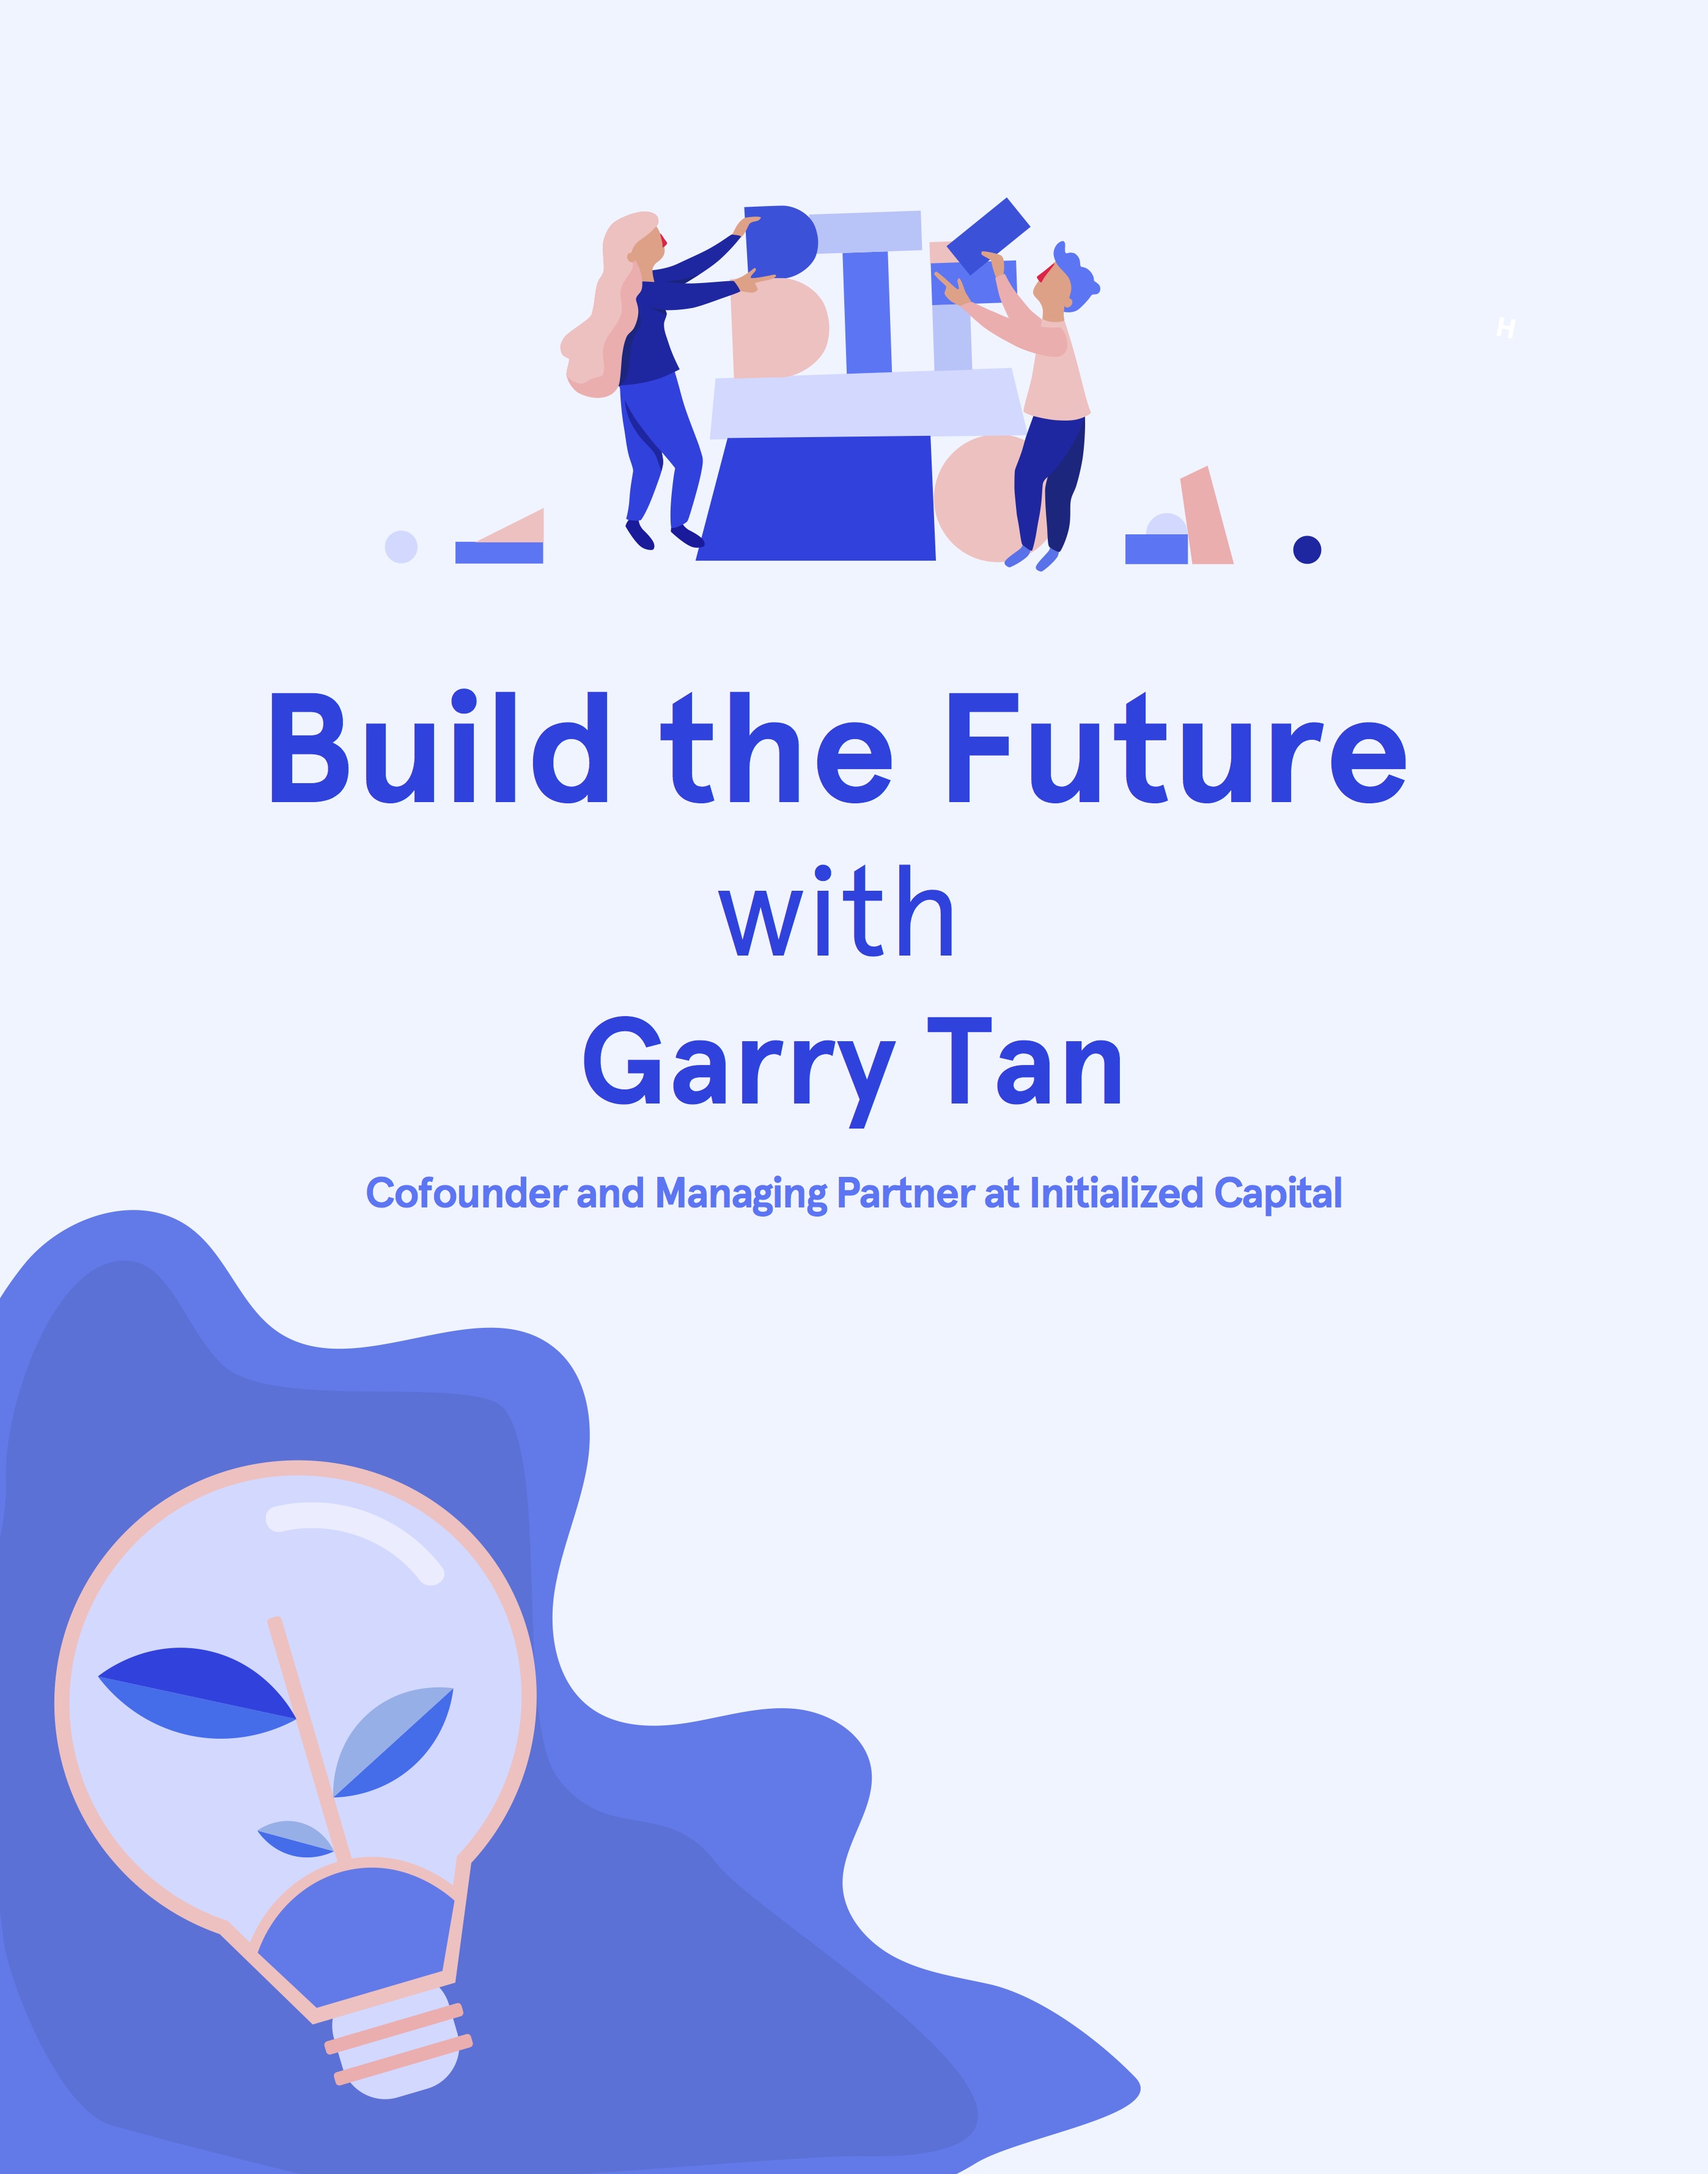 H
Build the Future
with
Garry Tan
Cofounder and Managing Partner at Initialized Capital